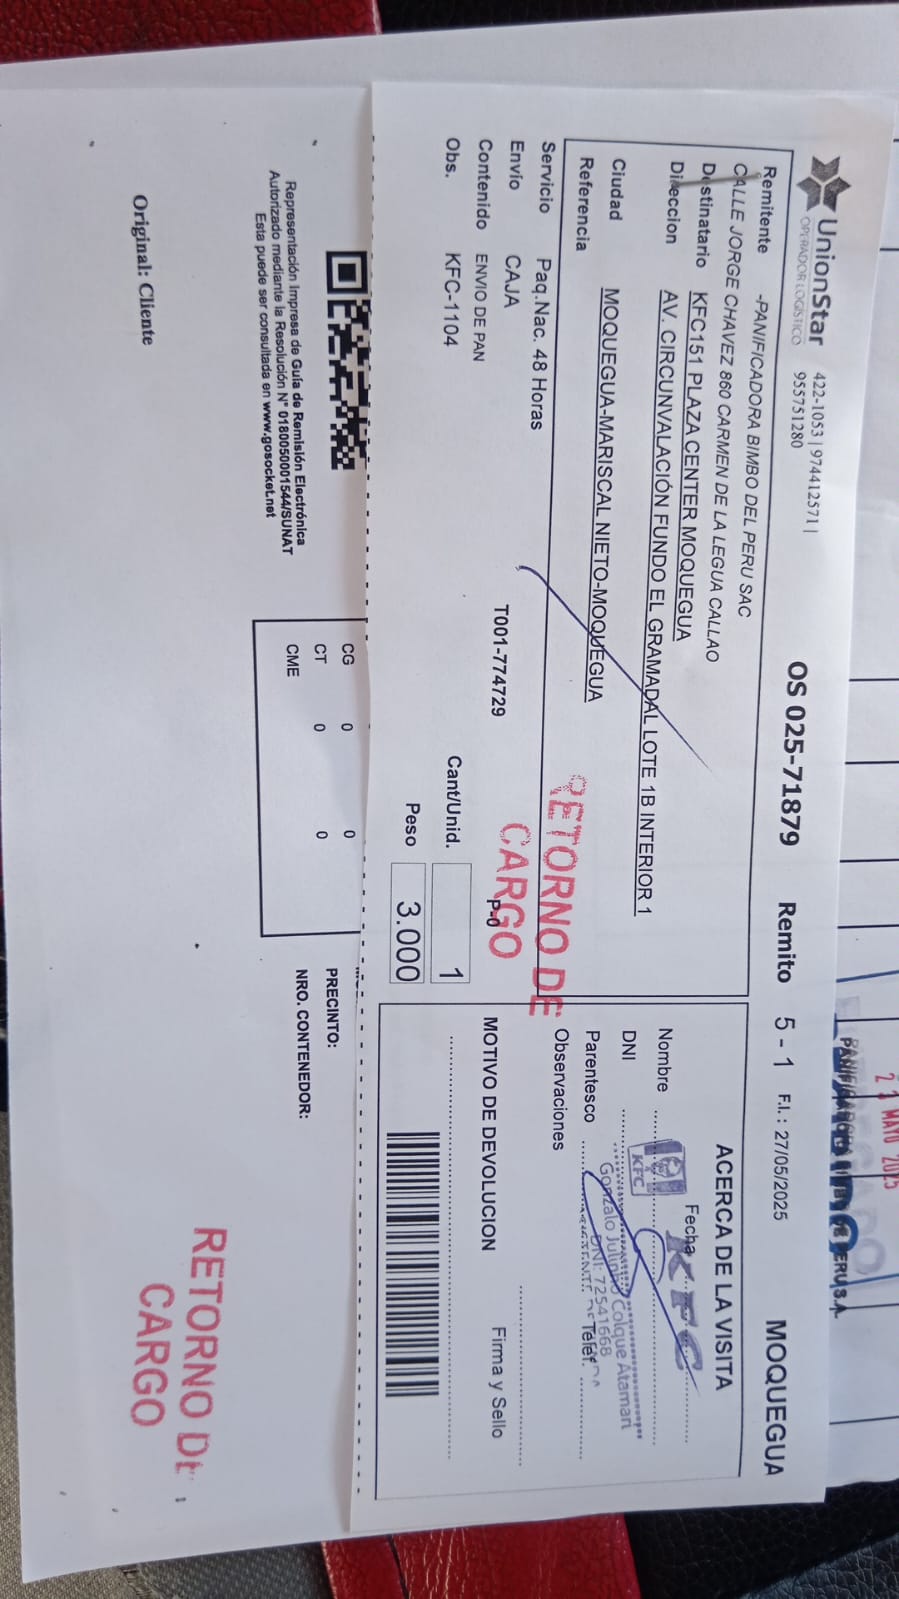 UnionStar
OPERADOR LOGISTICO
422-1053 | 974412571 |
955751280
OS 025-71879
Remito 5 - 1 F.I.: 27/05/2025
MOQUEGUA
Remitente -PANIFICADORA BIMBO DEL PERU SAC
CALLE JORGE CHAVEZ 860 CARMEN DE LA LEGUA CALLAO
Destinatario KFC151 PLAZA CENTER MOQUEGUA
Direccion AV. CIRCUNVALACIÓN FUNDO EL GRAMADAL LOTE 1B INTERIOR 1
Ciudad MOQUEGUA-MARISCAL NIETO-MOQUEGUA
Referencia
Servicio Paq.Nac. 48 Horas
Envío CAJA
Contenido ENVIO DE PAN
Obs. KFC-1104
T001-774729
P-0
Cant/Unid. 1
Peso 3.000
RETORNO DE
CARGO
ACERCA DE LA VISITA
Fecha
Nombre
DNI
Parentesco
Telef.
Observaciones
KFC
KFC
Gonzalo Julinho Colque Atamari
DNI: 72541668
MOTIVO DE DEVOLUCION
Firma y Sello
MAYO 2025
PERU S.A.
Representación Impresa de Guía de Remisión Electrónica
Autorizado mediante la Resolución N° 0180050001544/SUNAT
Esta puede ser consultada en www.gosocket.net
CG 0 0
CT 0 0
CME
PRECINTO:
NRO. CONTENEDOR:
Original: Cliente
RETORNO DE
CARGO